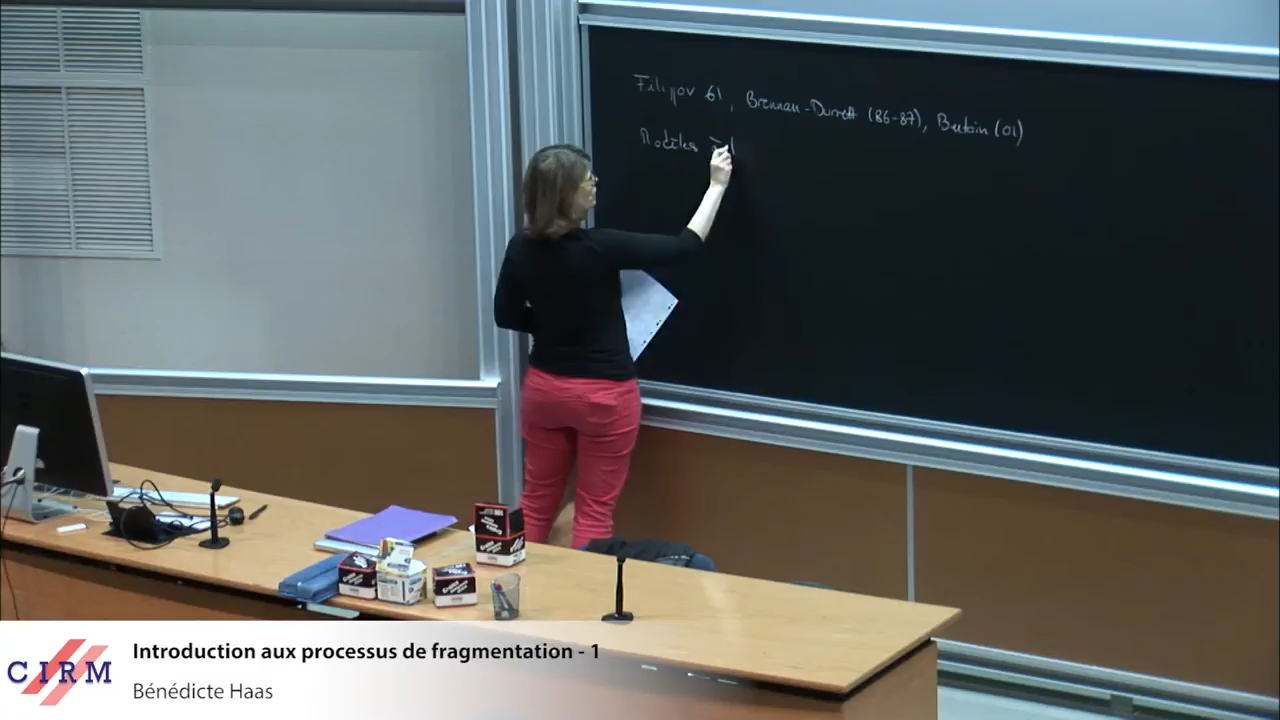 Filippov 61, Brennan-Durrett (86-87), Bertoin (01)
Modèles
CIRM
Introduction aux processus de fragmentation - 1
Bénédicte Haas